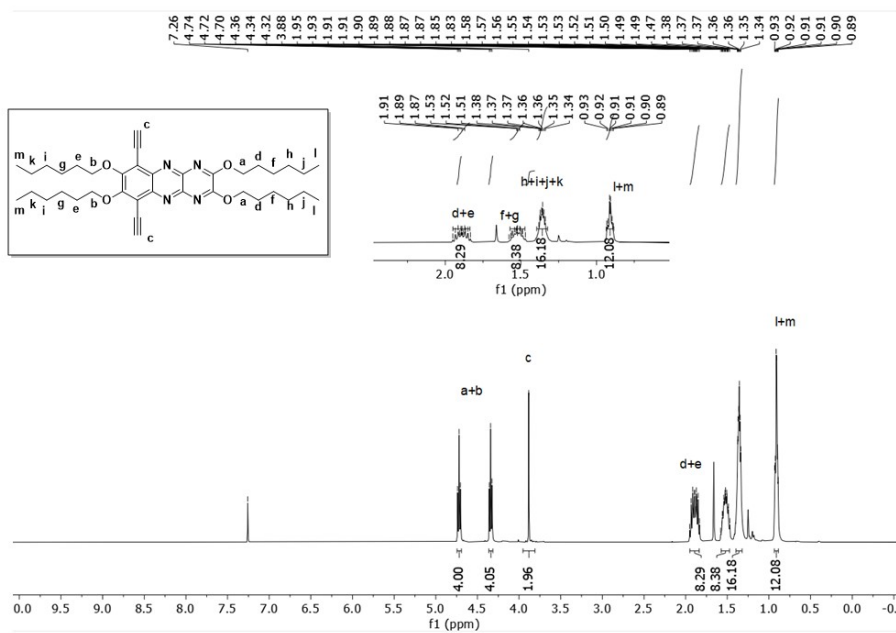 7.26 4.74 4.72 4.70 4.36 4.34 4.32 3.88 1.95 1.93 1.91 1.91 1.90 1.89 1.88 1.87 1.87 1.85 1.83 1.58 1.57 1.56 1.55 1.54 1.53 1.53 1.52 1.51 1.50 1.49 1.49 1.47 1.38 1.37 1.37 1.36 1.36 1.35 1.34 0.93 0.92 0.91 0.91 0.90 0.89
1.91 1.89 1.87 1.53 1.52 1.51 1.38 1.37 1.37 1.36 1.36 1.35 1.34 0.93 0.92 0.91 0.91 0.90 0.89
c
m k i g e b O N N O a d f h j l
m k i g e b O N N O a d f h j l
c
h+i+j+k
l+m
d+e f+g
8.29 8.38 16.18 12.08
2.0 1.5 1.0
f1 (ppm)
l+m
c
a+b
d+e
4.00 4.05 1.96 8.29 8.38 16.18 12.08
0.0 9.5 9.0 8.5 8.0 7.5 7.0 6.5 6.0 5.5 5.0 4.5 4.0 3.5 3.0 2.5 2.0 1.5 1.0 0.5 0.0
f1 (ppm)